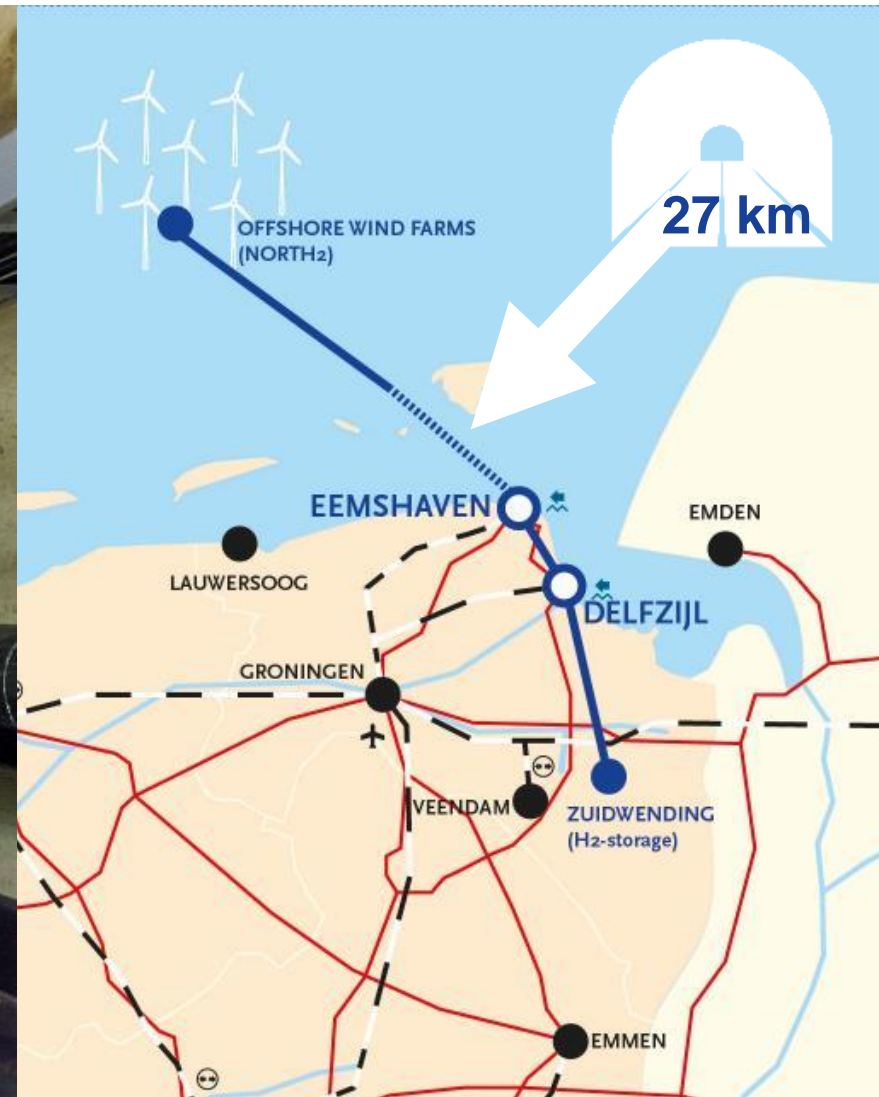 27 km
OFFSHORE WIND FARMS
(NORTH2)
EEMSHAVEN
EMDEN
LAUWERSOOG
DELFZIJL
GRONINGEN
VEENDAM
ZUIDWENDING
(H2-storage)
EMMEN